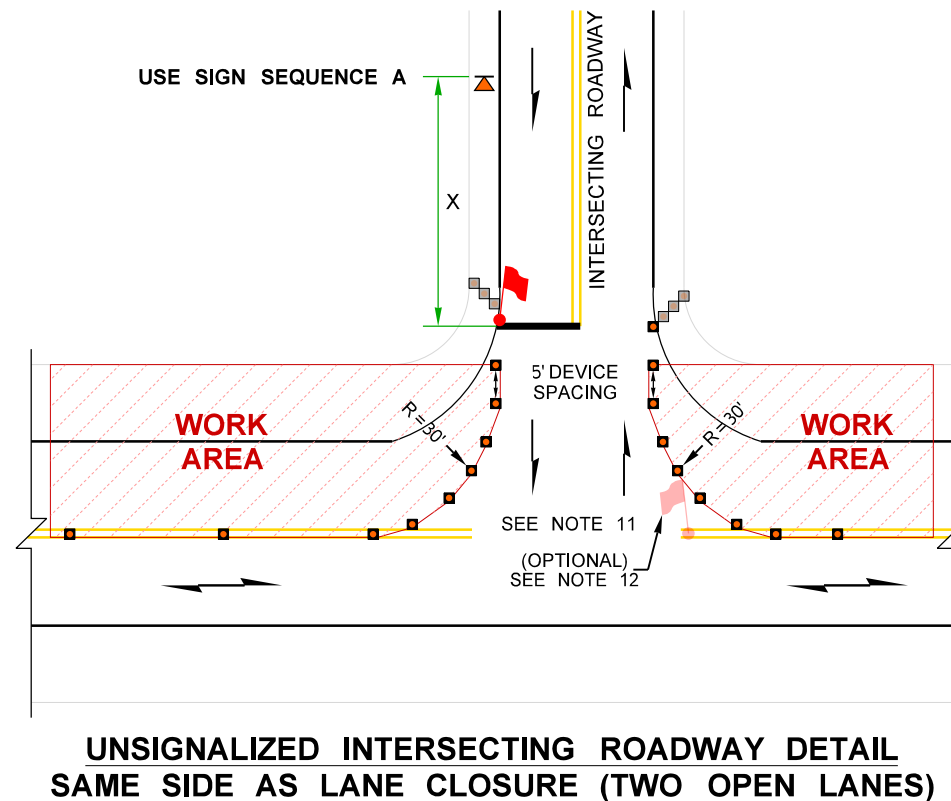 USE SIGN SEQUENCE A
INTERSECTING ROADWAY
X
5' DEVICE
SPACING
R = 30'
R = 30'
WORK
AREA
WORK
AREA
SEE NOTE 11
(OPTIONAL)
SEE NOTE 12
UNSIGNALIZED INTERSECTING ROADWAY DETAIL
SAME SIDE AS LANE CLOSURE (TWO OPEN LANES)